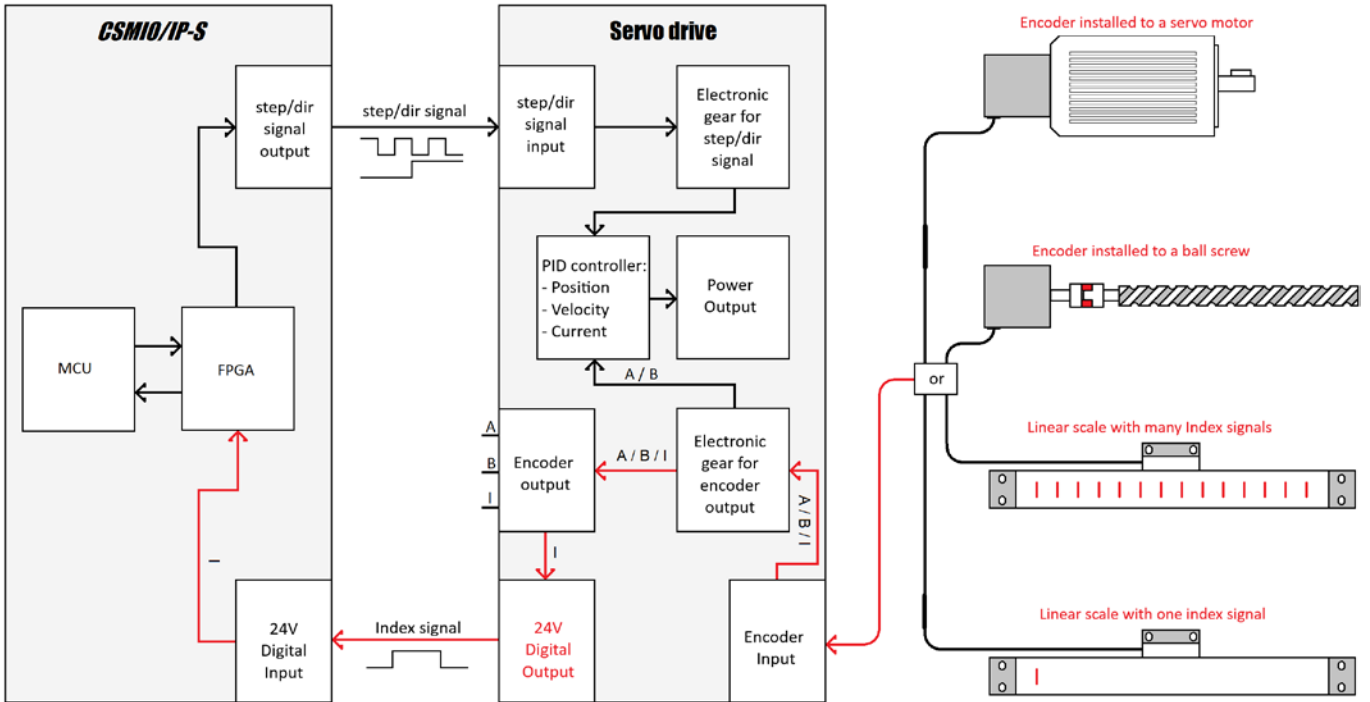 CSMIO/IP-S
step/dir
signal
output
MCU
FPGA
I
24V
Digital
Input
step/dir signal
Index signal
Servo drive
step/dir
signal
input
Electronic
gear for
step/dir
signal
PID controller:
- Position
- Velocity
- Current
Power
Output
A / B
A
B
I
Encoder
output
A / B / I
Electronic
gear for
encoder
output
A / B / I
I
24V
Digital
Output
Encoder
Input
Encoder installed to a servo motor
Encoder installed to a ball screw
or
Linear scale with many Index signals
Linear scale with one index signal